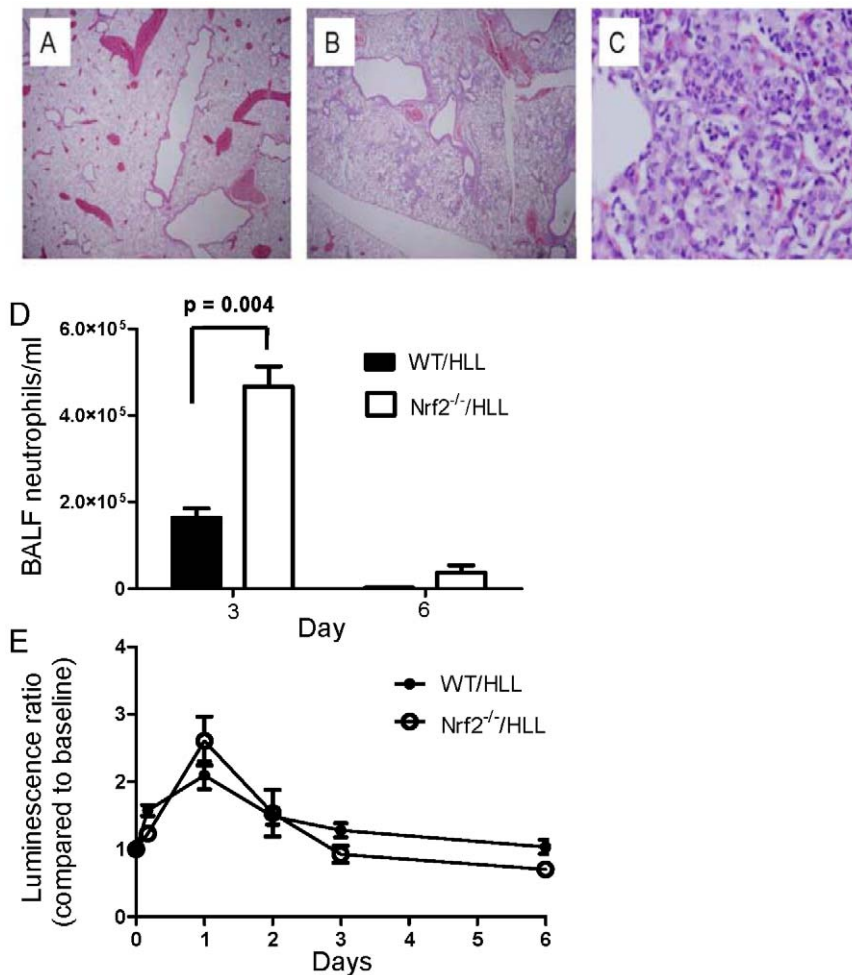 A
B
C
D
p = 0.004
6.0×10⁵
4.0×10⁵
2.0×10⁵
0
BALF neutrophils/ml
WT/HLL
Nrf2⁻/⁻/HLL
3
6
Day
E
4
3
2
1
0
Luminescence ratio
(compared to baseline)
WT/HLL
Nrf2⁻/⁻/HLL
0
1
2
3
4
5
6
Days